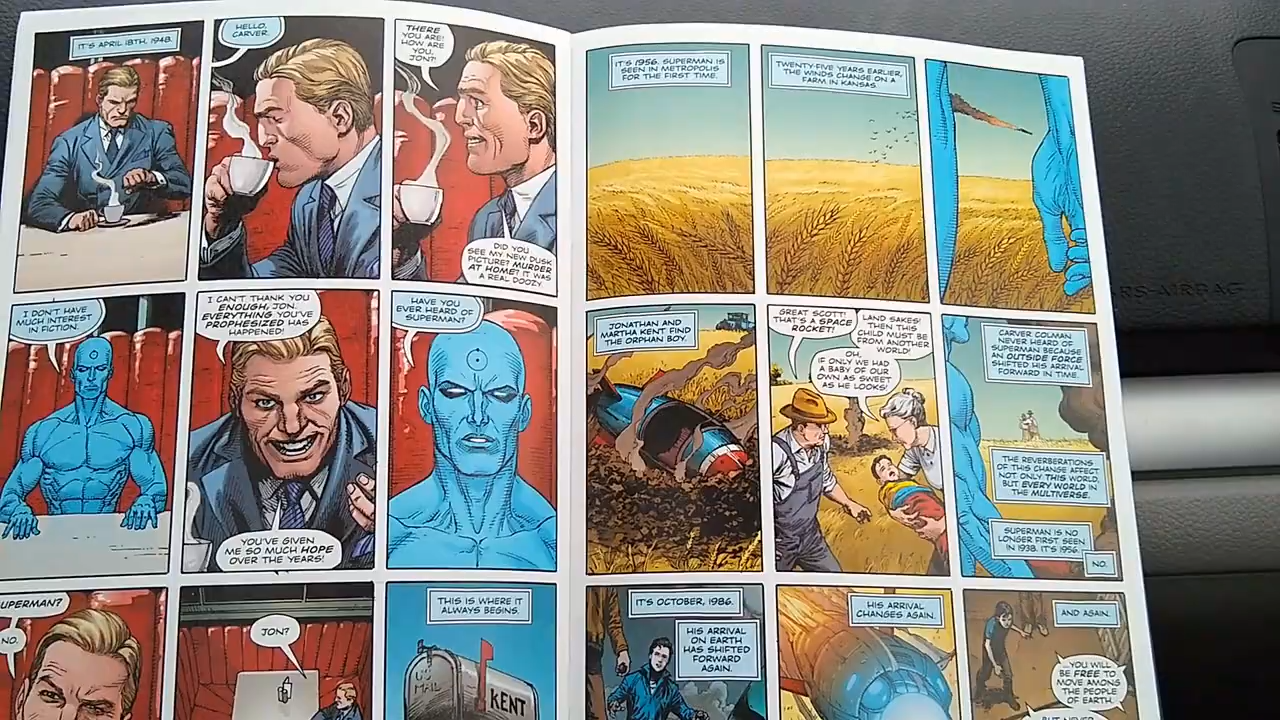 IT'S APRIL 18TH, 1948.
HELLO,
CARVER.
THERE
YOU ARE!
HOW ARE
YOU,
JON?
DID YOU
SEE MY NEW DUSK
PICTURE? MURDER
AT HOME? IT WAS
A REAL DOOZY.
I DON'T HAVE
MUCH INTEREST
IN FICTION.
I CAN'T THANK YOU
ENOUGH, JON.
EVERYTHING YOU'VE
PROPHESIZED HAS
HAPPENED!
YOU'VE GIVEN
ME SO MUCH HOPE
OVER THE YEARS!
HAVE YOU
EVER HEARD OF
SUPERMAN?
UPERMAN?
NO.
JON?
THIS IS WHERE IT
ALWAYS BEGINS.
US
MAIL
KENT
IT'S 1956. SUPERMAN IS
SEEN IN METROPOLIS
FOR THE FIRST TIME.
TWENTY-FIVE YEARS EARLIER,
THE WINDS CHANGE ON A
FARM IN KANSAS.
JONATHAN AND
MARTHA KENT FIND
THE ORPHAN BOY.
GREAT SCOTT!
THAT'S A SPACE
ROCKET!
LAND SAKES!
THEN THIS
CHILD MUST BE
FROM ANOTHER
WORLD!
OH,
IF ONLY WE HAD
A BABY OF OUR
OWN AS SWEET
AS HE LOOKS!
CARVER COLMAN
NEVER HEARD OF
SUPERMAN BECAUSE
AN OUTSIDE FORCE
SHIFTED HIS ARRIVAL
FORWARD IN TIME.
THE REVERBERATIONS
OF THIS CHANGE AFFECT
NOT ONLY THIS WORLD,
BUT EVERY WORLD IN
THE MULTIVERSE.
SUPERMAN IS NO
LONGER FIRST SEEN
IN 1938. IT'S 1956.
NO.
IT'S OCTOBER, 1986.
HIS ARRIVAL
ON EARTH
HAS SHIFTED
FORWARD
AGAIN.
HIS ARRIVAL
CHANGES AGAIN.
AND AGAIN.
...YOU WILL
BE FREE TO
MOVE AMONG
THE PEOPLE
OF EARTH.
BUT NEVER
RS-AIRBAG